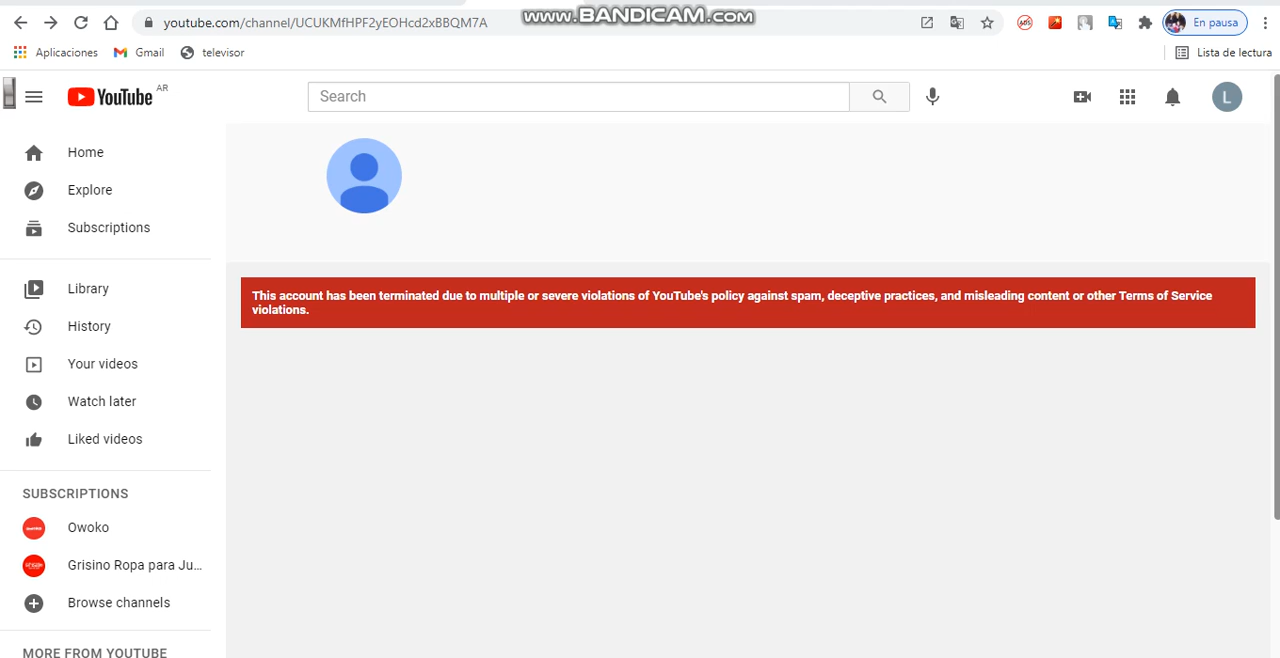 youtube.com/channel/UCUKMfHPF2yEOHcd2xBBQM7A
www.BANDICAM.com
ABS
En pausa
Aplicaciones
Gmail
televisor
Lista de lectura
YouTube AR
Search
L
Home
Explore
Subscriptions
This account has been terminated due to multiple or severe violations of YouTube's policy against spam, deceptive practices, and misleading content or other Terms of Service
violations.
Library
History
Your videos
Watch later
Liked videos
SUBSCRIPTIONS
Owoko
Grisino Ropa para Ju...
Browse channels
MORE FROM YOUTUBE